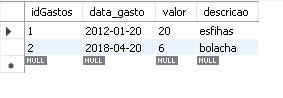 idGastos data_gasto valor descricao
1 2012-01-20 20 esfihas
2 2018-04-20 6 bolacha
NULL NULL NULL NULL